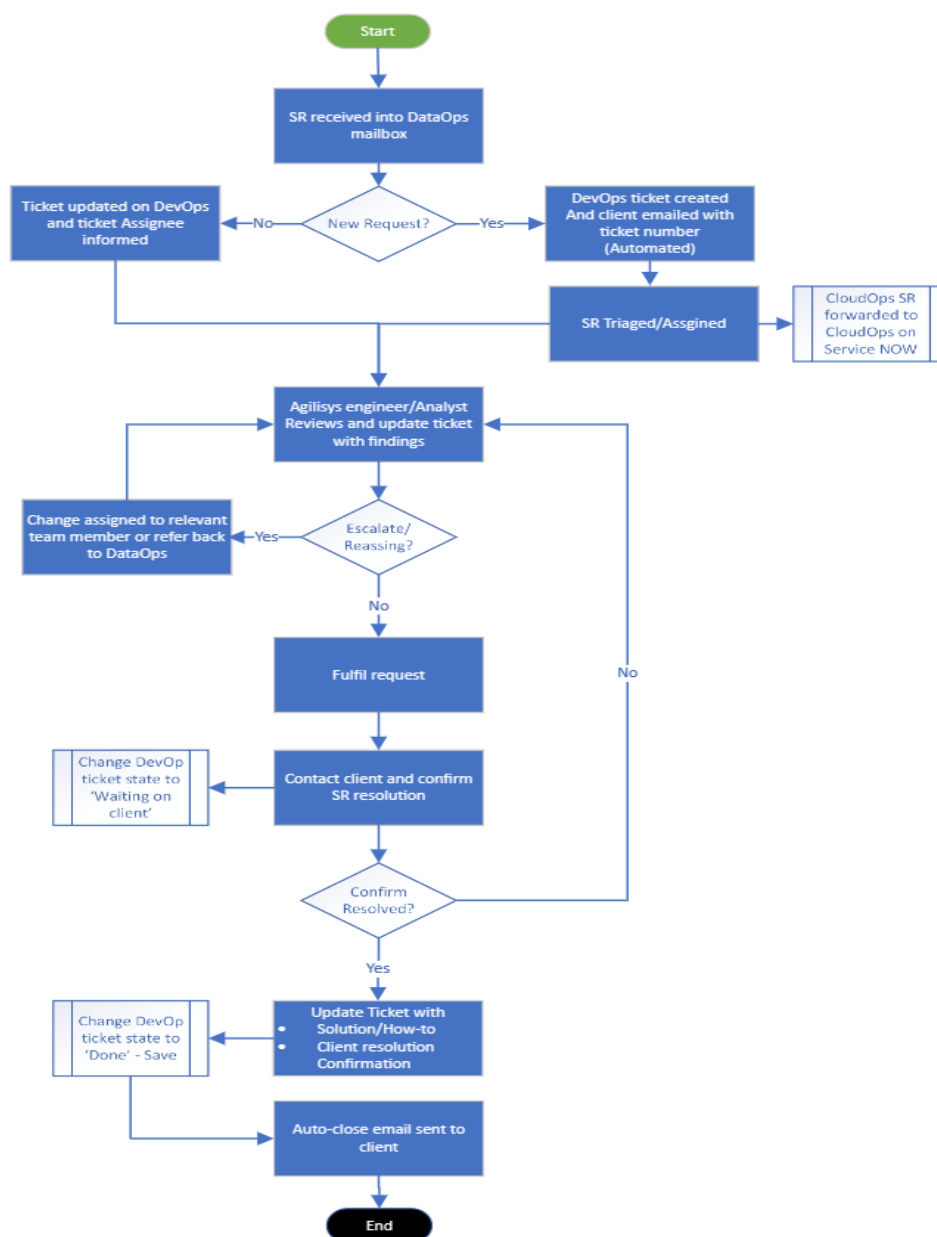 Start
SR received into DataOps
mailbox
New Request?
No
Yes
Ticket updated on DevOps
and ticket Assignee
informed
DevOps ticket created
And client emailed with
ticket number
(Automated)
SR Triaged/Assgined
CloudOps SR
forwarded to
CloudOps on
Service NOW
Agilisys engineer/Analyst
Reviews and update ticket
with findings
Escalate/
Reassing?
Yes
Change assigned to relevant
team member or refer back
to DataOps
No
Fulfil request
No
Contact client and confirm
SR resolution
Change DevOp
ticket state to
‘Waiting on
client’
Confirm
Resolved?
Yes
Update Ticket with
• Solution/How-to
• Client resolution
Confirmation
Change DevOp
ticket state to
‘Done’ - Save
Auto-close email sent to
client
End